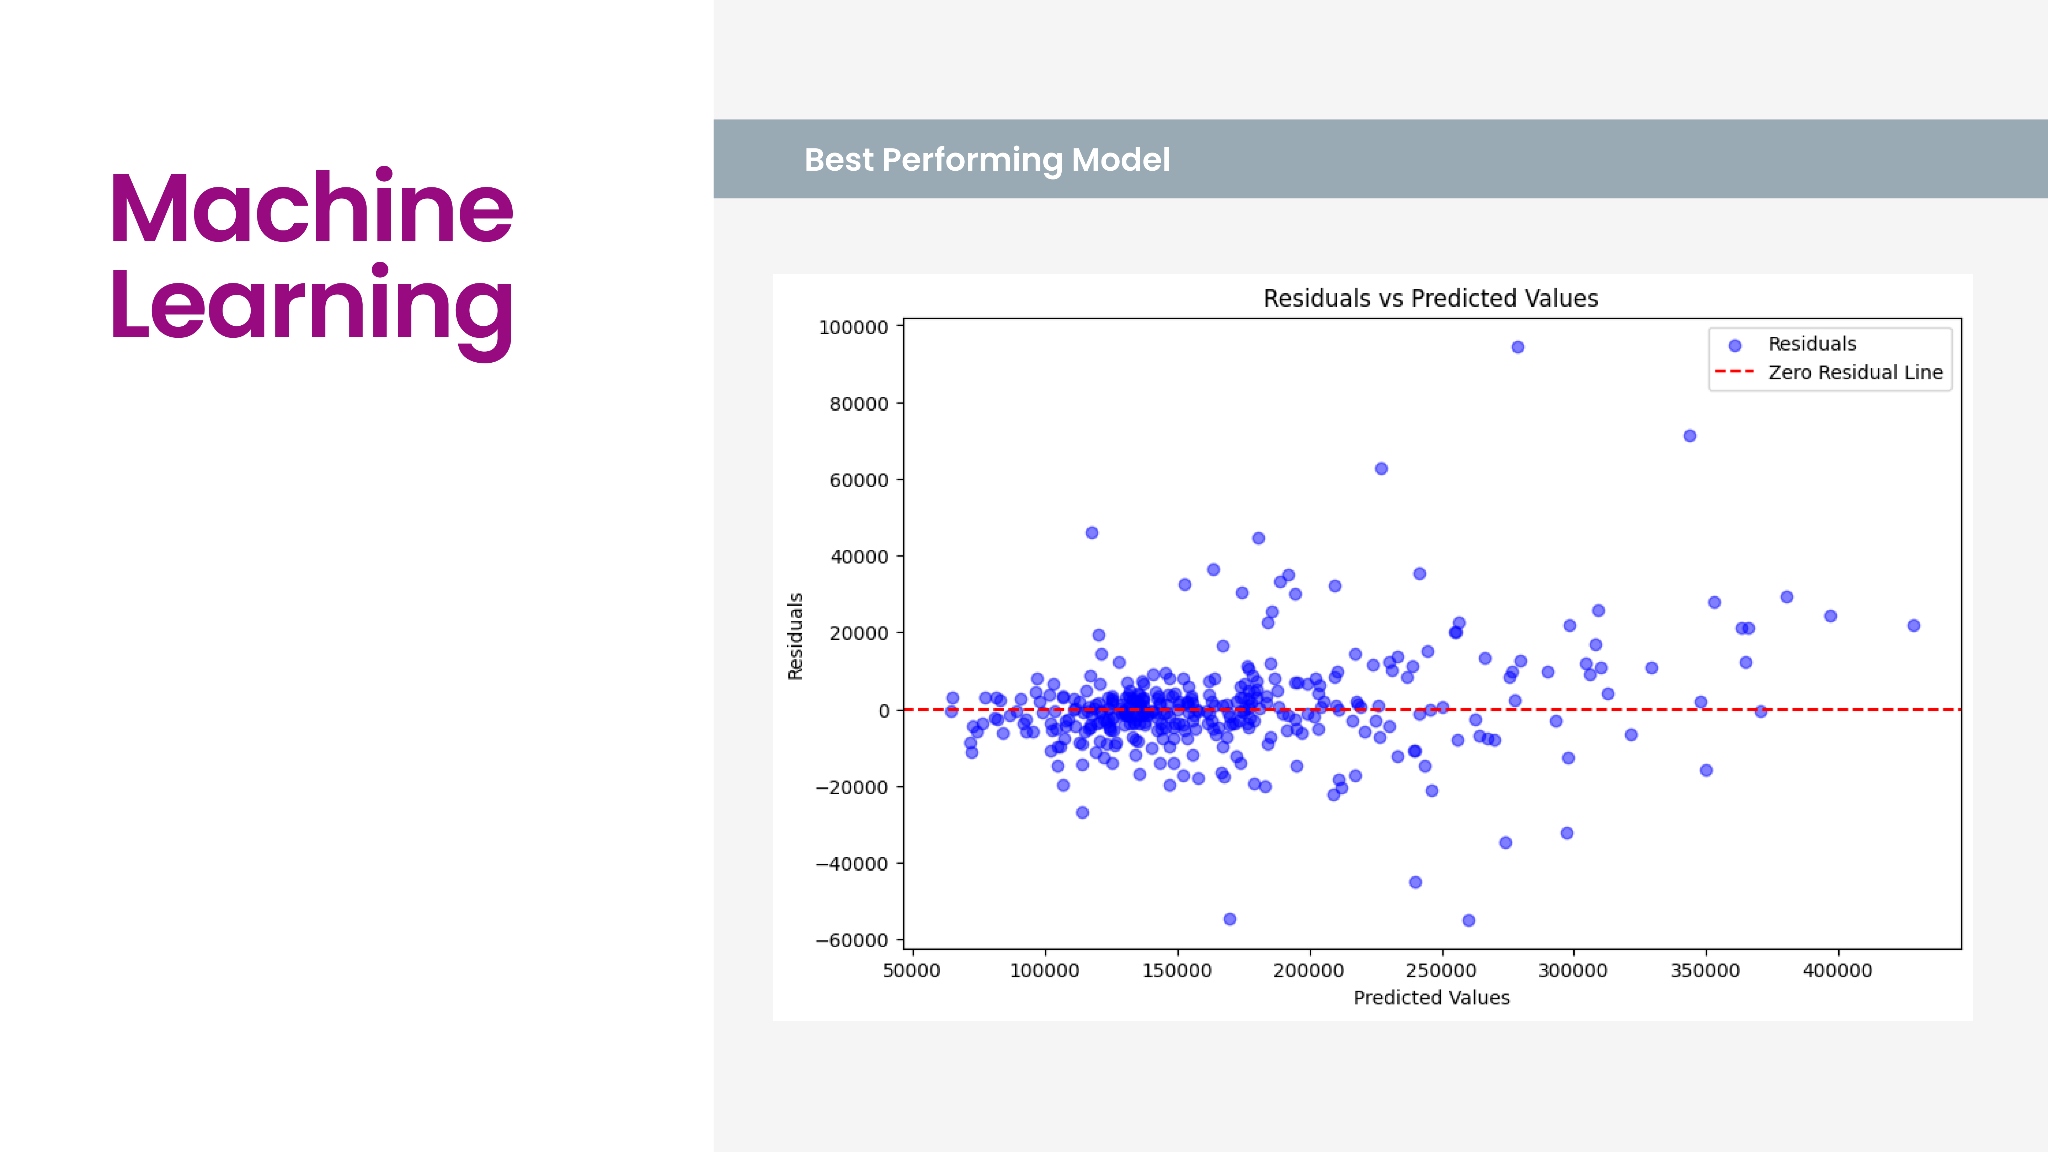 Machine
Learning
Best Performing Model
Residuals vs Predicted Values
100000
80000
60000
40000
20000
0
−20000
−40000
−60000
Residuals
Residuals
Zero Residual Line
50000 100000 150000 200000 250000 300000 350000 400000
Predicted Values